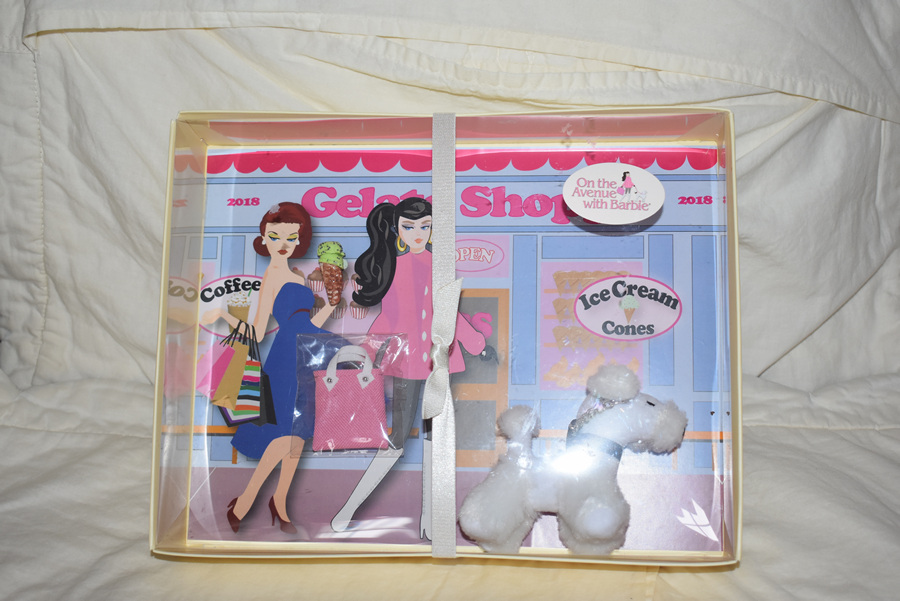 2018
Gelato Shop
On the
Avenue
with Barbie
2018
OPEN
Coffee
Ice Cream
Cones